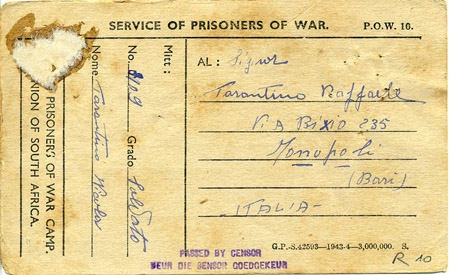 SERVICE OF PRISONERS OF WAR.
P.O.W. 10.
AL: Signor
Tarantino Raffaele
VIA BIXIO 235
Monopoli
(Bari)
-ITALIA-
G.P.-S.42593—1943-4—3,000,000. S.
R 10
PASSED BY CENSOR
DEUR DIE SENSOR GOEDGEKEUR
Mitt:
No. Grado Soldato
Nome Tarantino Nicola
PRISONERS OF WAR CAMP,
UNION OF SOUTH AFRICA.